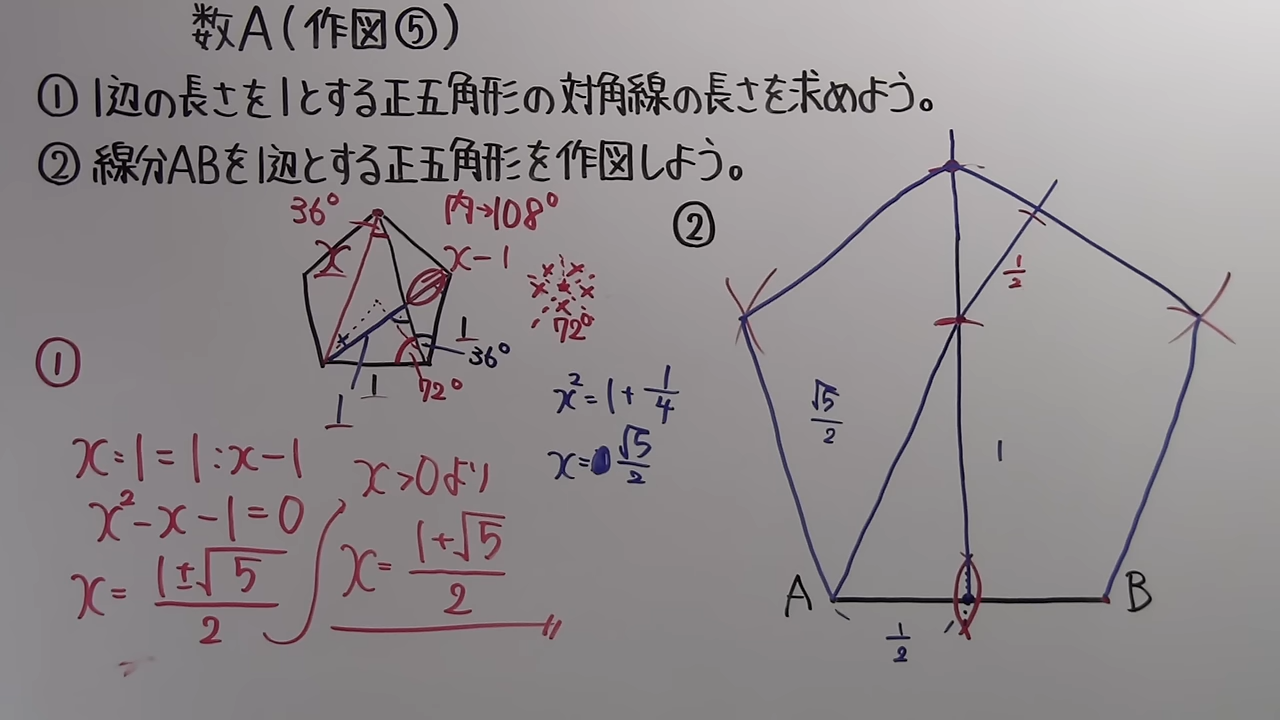 数A(作図⑤)
① 1辺の長さを1とする正五角形の対角線の長さを求めよう。
② 線分ABを1辺とする正五角形を作図しよう。
36° 内→108°
x x-1
× × × × × × ×
72°
1 36°
1 72°
1
①
x:1=1:x-1
x²-x-1=0
x= 1±√5/2
x>0より
x= 1+√5/2
x²=1+1/4
x= √5/2
②
1/2
√5/2
1
A B
1/2